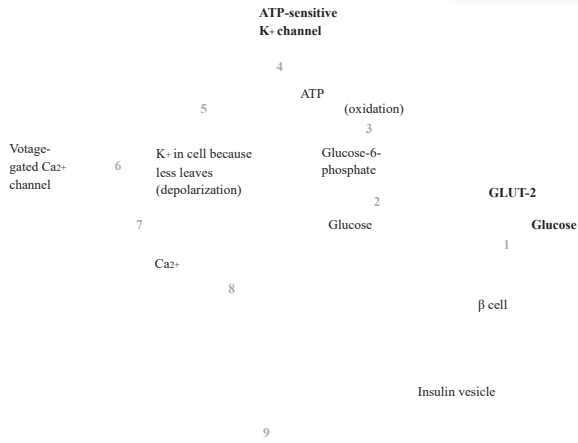 ATP-sensitive
K+ channel
4
ATP
5
(oxidation)
3
Votage-
gated Ca2+
channel
6
K+ in cell because
less leaves
(depolarization)
Glucose-6-
phosphate
GLUT-2
2
7
Glucose
Glucose
1
Ca2+
8
β cell
Insulin vesicle
9